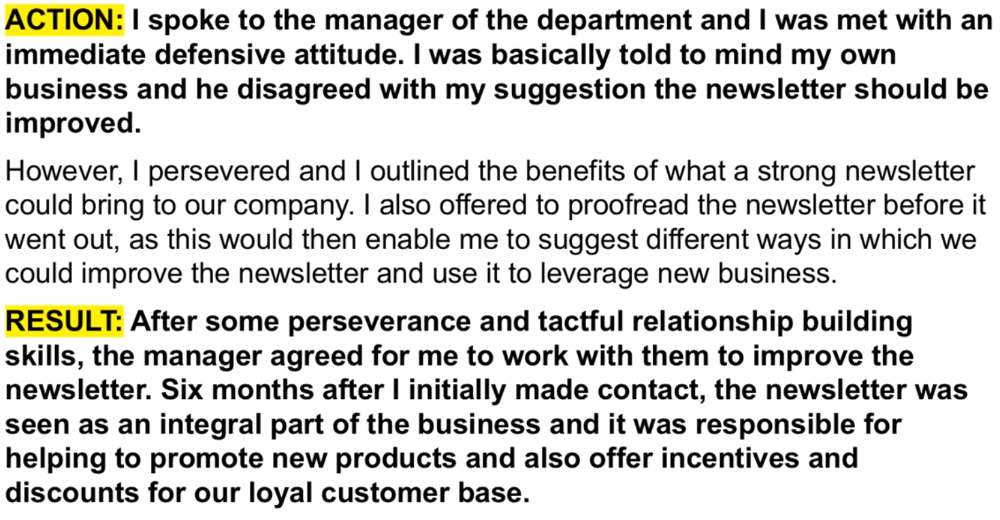 ACTION: I spoke to the manager of the department and I was met with an
immediate defensive attitude. I was basically told to mind my own
business and he disagreed with my suggestion the newsletter should be
improved.
However, I persevered and I outlined the benefits of what a strong newsletter
could bring to our company. I also offered to proofread the newsletter before it
went out, as this would then enable me to suggest different ways in which we
could improve the newsletter and use it to leverage new business.
RESULT: After some perseverance and tactful relationship building
skills, the manager agreed for me to work with them to improve the
newsletter. Six months after I initially made contact, the newsletter was
seen as an integral part of the business and it was responsible for
helping to promote new products and also offer incentives and
discounts for our loyal customer base.